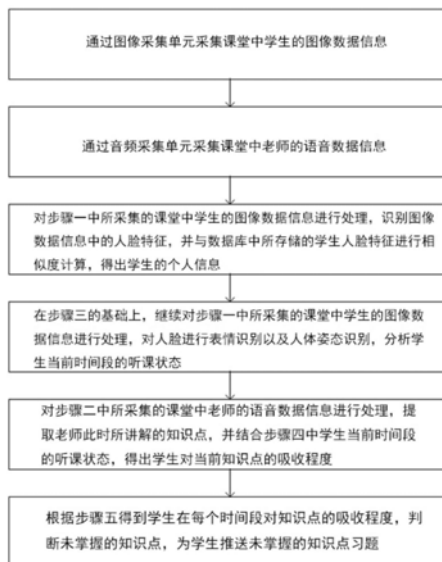 通过图像采集单元采集课堂中学生的图像数据信息
通过音频采集单元采集课堂中老师的语音数据信息
对步骤一中所采集的课堂中学生的图像数据信息进行处理，识别图像
数据信息中的人脸特征，并与数据库中所存储的学生人脸特征进行相
似度计算，得出学生的个人信息
在步骤三的基础上，继续对步骤一中所采集的课堂中学生的图像数
据信息进行处理，对人脸进行表情识别以及人体姿态识别，分析学
生当前时间段的听课状态
对步骤二中所采集的课堂中老师的语音数据信息进行处理，提
取老师此时所讲解的知识点，并结合步骤四中学生当前时间段
的听课状态，得出学生对当前知识点的吸收程度
根据步骤五得到学生在每个时间段对知识点的吸收程度，判
断未掌握的知识点，为学生推送未掌握的知识点习题